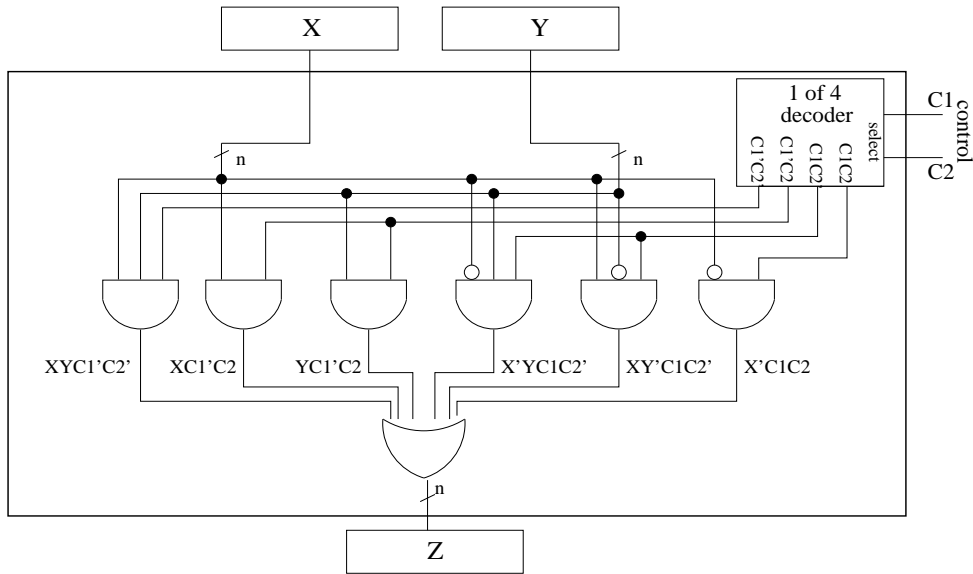 X
Y
1 of 4
decoder
C1'C2'
C1'C2
C1C2'
C1C2
select
C1
C2
control
n
n
XYC1'C2'
XC1'C2
YC1'C2
X'YC1C2'
XY'C1C2'
X'C1C2
n
Z